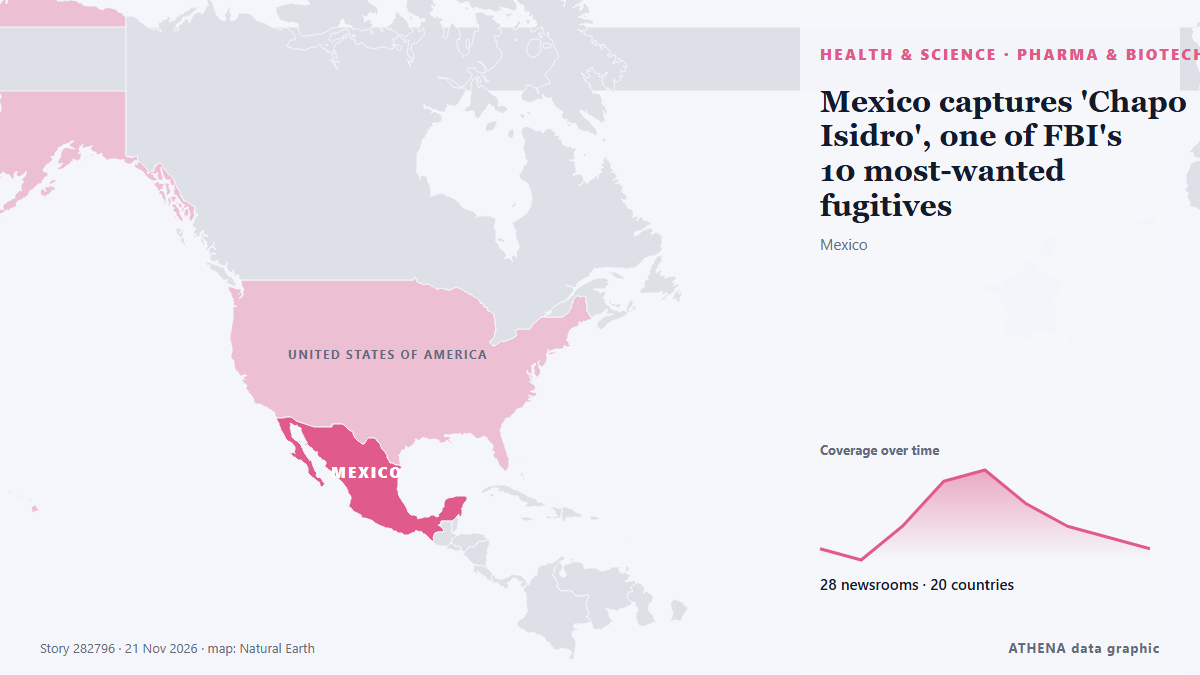 HEALTH & SCIENCE · PHARMA & BIOTECH
Mexico captures 'Chapo
Isidro', one of FBI's
10 most-wanted
fugitives
Mexico
UNITED STATES OF AMERICA
MEXICO
Coverage over time
28 newsrooms · 20 countries
Story 282796 · 21 Nov 2026 · map: Natural Earth
ATHENA data graphic